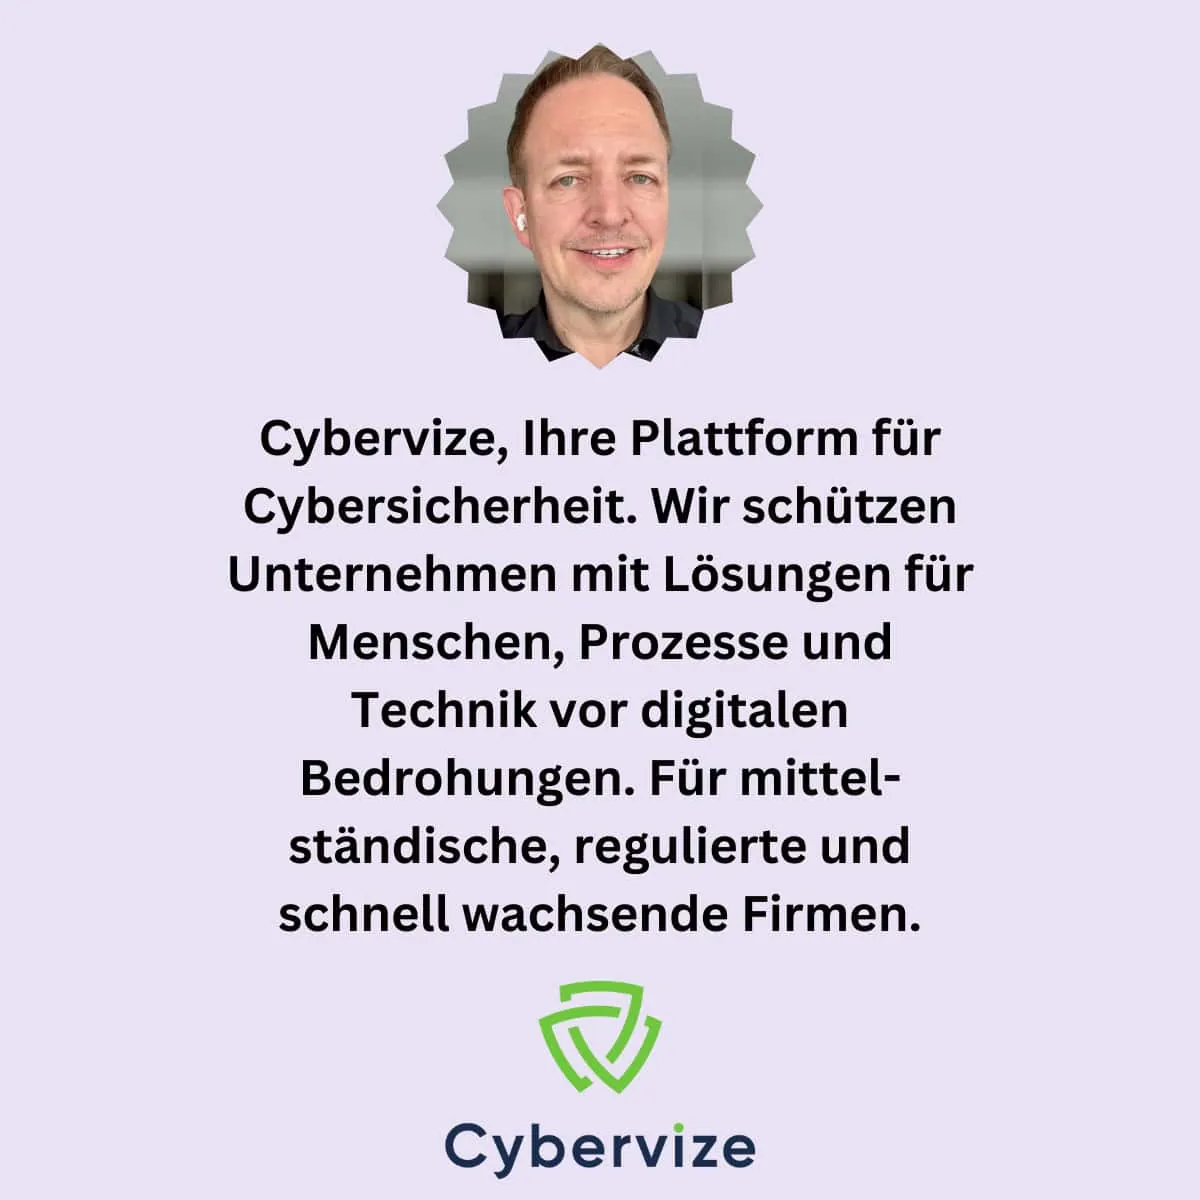 Cybervize, Ihre Plattform für
Cybersicherheit. Wir schützen
Unternehmen mit Lösungen für
Menschen, Prozesse und
Technik vor digitalen
Bedrohungen. Für mittel-
ständische, regulierte und
schnell wachsende Firmen.
Cybervize